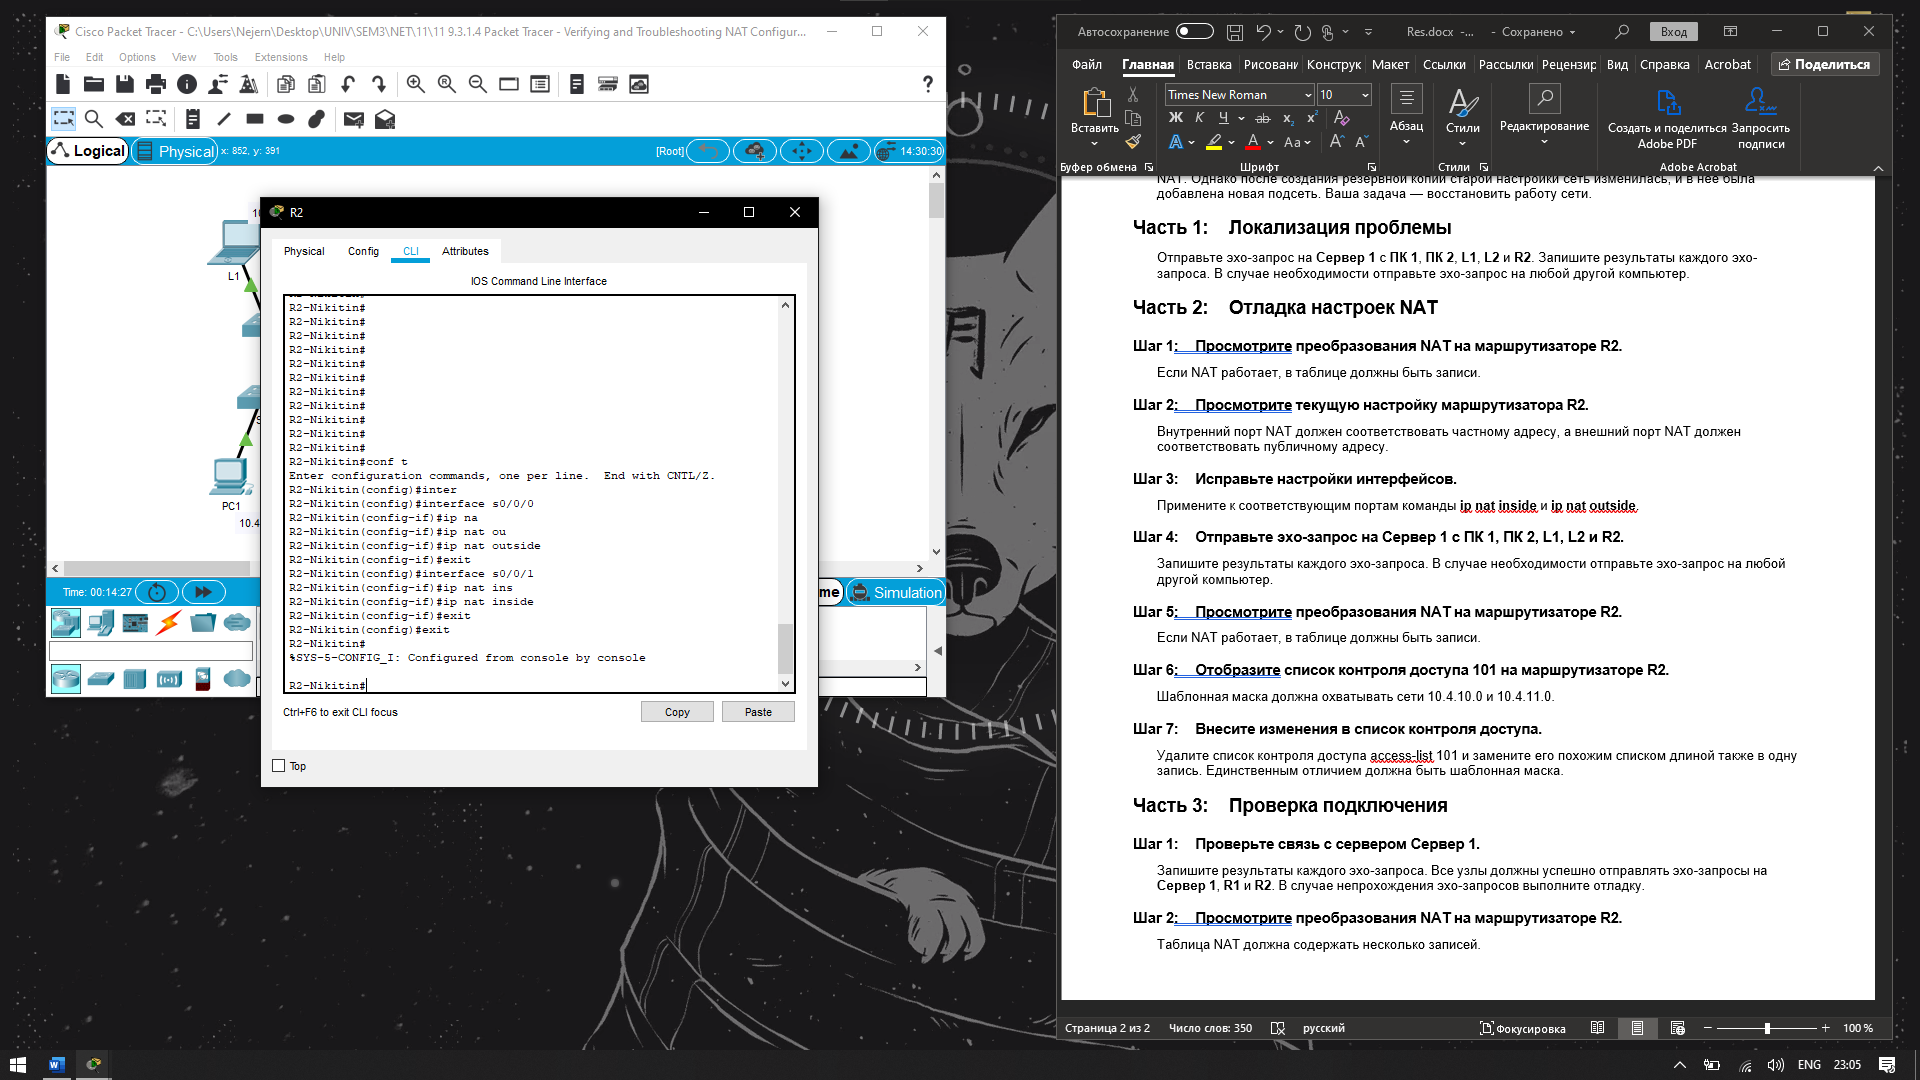 Cisco Packet Tracer - C:\Users\Nejern\Desktop\UNIV\SEM3\NET\11\11 9.3.1.4 Packet Tracer - Verifying and Troubleshooting NAT Configur...
File Edit Options View Tools Extensions Help
Logical Physical x: 852, y: 391 [Root] 14:30:30
L1
PC1
10.4
Time: 00:14:27
me Simulation
R2
Physical Config CLI Attributes
IOS Command Line Interface
R2-Nikitin#
R2-Nikitin#
R2-Nikitin#
R2-Nikitin#
R2-Nikitin#
R2-Nikitin#
R2-Nikitin#
R2-Nikitin#
R2-Nikitin#
R2-Nikitin#
R2-Nikitin#
R2-Nikitin#conf t
Enter configuration commands, one per line. End with CNTL/Z.
R2-Nikitin(config)#inter
R2-Nikitin(config)#interface s0/0/0
R2-Nikitin(config-if)#ip na
R2-Nikitin(config-if)#ip nat ou
R2-Nikitin(config-if)#ip nat outside
R2-Nikitin(config-if)#exit
R2-Nikitin(config)#interface s0/0/1
R2-Nikitin(config-if)#ip nat ins
R2-Nikitin(config-if)#ip nat inside
R2-Nikitin(config-if)#exit
R2-Nikitin(config)#exit
R2-Nikitin#
%SYS-5-CONFIG_I: Configured from console by console
R2-Nikitin#
Ctrl+F6 to exit CLI focus
Copy Paste
Top
Автосохранение Res.docx -... - Сохранено Вход
Файл Главная Вставка Рисовани Конструк Макет Ссылки Рассылки Рецензир Вид Справка Acrobat Поделиться
Вставить
Буфер обмена
Times New Roman 10
Ж К Ч ab x₂ x²
Aa
Шрифт
Абзац
Стили
Стили
Редактирование
Создать и поделиться Adobe PDF
Запросить подписи
Adobe Acrobat
NAT. Однако после создания резервной копии старой настройки сеть изменилась, и в нее была
добавлена новая подсеть. Ваша задача — восстановить работу сети.
Часть 1: Локализация проблемы
Отправьте эхо-запрос на Сервер 1 с ПК 1, ПК 2, L1, L2 и R2. Запишите результаты каждого эхо-
запроса. В случае необходимости отправьте эхо-запрос на любой другой компьютер.
Часть 2: Отладка настроек NAT
Шаг 1: Просмотрите преобразования NAT на маршрутизаторе R2.
Если NAT работает, в таблице должны быть записи.
Шаг 2: Просмотрите текущую настройку маршрутизатора R2.
Внутренний порт NAT должен соответствовать частному адресу, а внешний порт NAT должен
соответствовать публичному адресу.
Шаг 3: Исправьте настройки интерфейсов.
Примените к соответствующим портам команды ip nat inside и ip nat outside.
Шаг 4: Отправьте эхо-запрос на Сервер 1 с ПК 1, ПК 2, L1, L2 и R2.
Запишите результаты каждого эхо-запроса. В случае необходимости отправьте эхо-запрос на любой
другой компьютер.
Шаг 5: Просмотрите преобразования NAT на маршрутизаторе R2.
Если NAT работает, в таблице должны быть записи.
Шаг 6: Отобразите список контроля доступа 101 на маршрутизаторе R2.
Шаблонная маска должна охватывать сети 10.4.10.0 и 10.4.11.0.
Шаг 7: Внесите изменения в список контроля доступа.
Удалите список контроля доступа access-list 101 и замените его похожим списком длиной также в одну
запись. Единственным отличием должна быть шаблонная маска.
Часть 3: Проверка подключения
Шаг 1: Проверьте связь с сервером Сервер 1.
Запишите результаты каждого эхо-запроса. Все узлы должны успешно отправлять эхо-запросы на
Сервер 1, R1 и R2. В случае непрохождения эхо-запросов выполните отладку.
Шаг 2: Просмотрите преобразования NAT на маршрутизаторе R2.
Таблица NAT должна содержать несколько записей.
Страница 2 из 2 Число слов: 350 русский Фокусировка 100 %
ENG 23:05